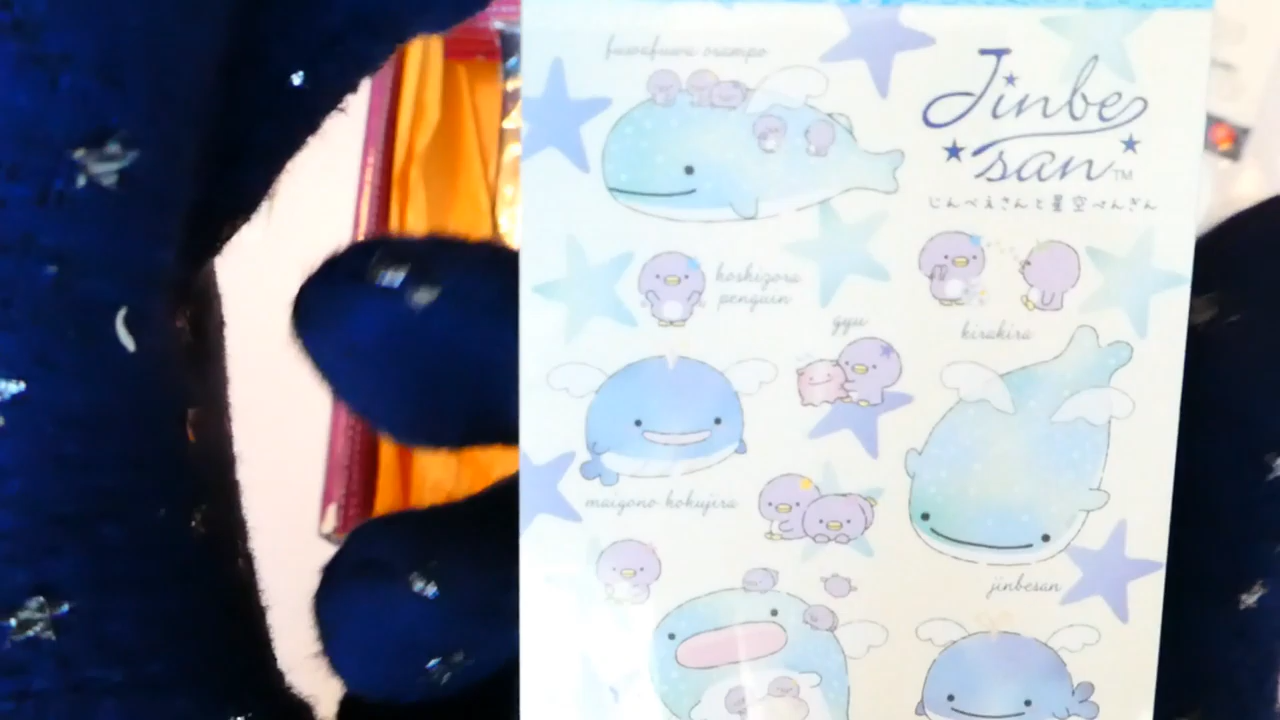 fuwafuwa osampo
Jinbe
san TM
じんべえさんと星空ぺんぎん
hoshizora
penguin
gyu
kirakira
maigono kokujira
jinbesan